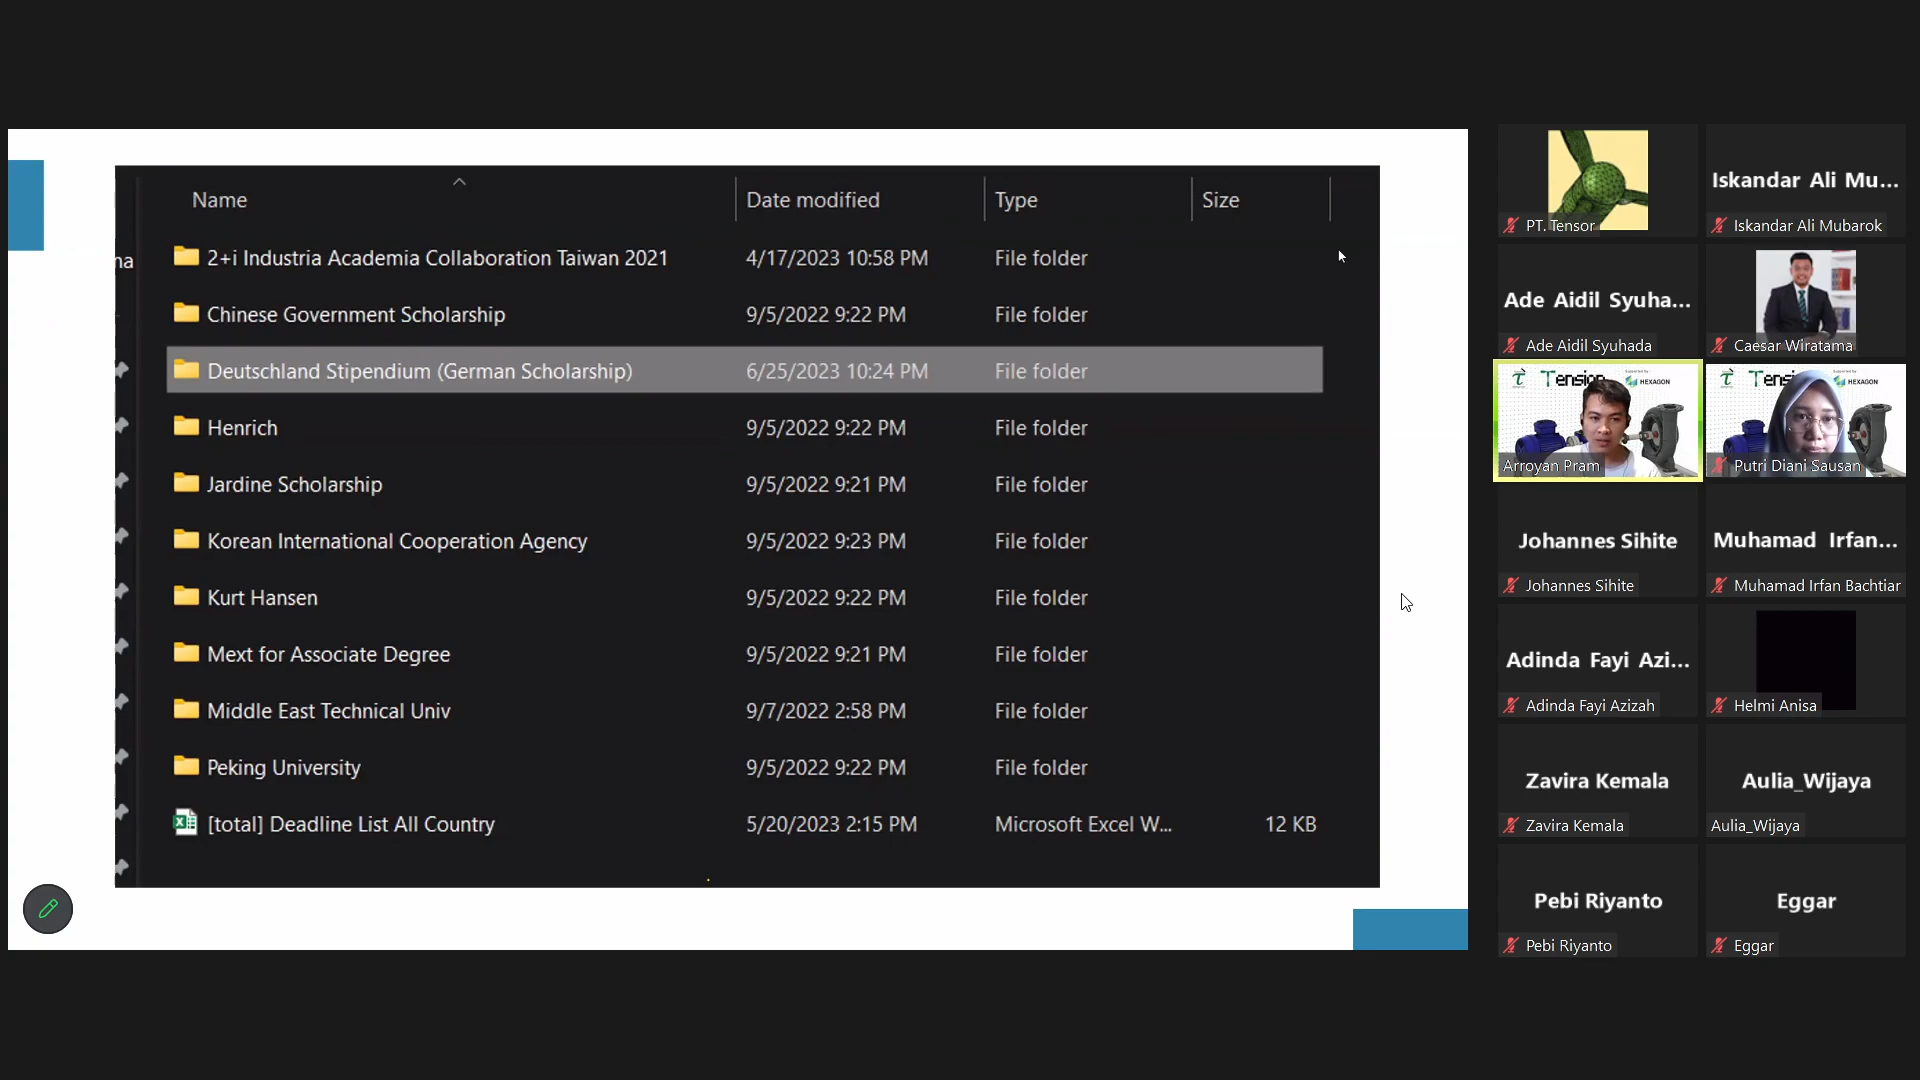 Name Date modified Type Size
2+i Industria Academia Collaboration Taiwan 2021 4/17/2023 10:58 PM File folder
Chinese Government Scholarship 9/5/2022 9:22 PM File folder
Deutschland Stipendium (German Scholarship) 6/25/2023 10:24 PM File folder
Henrich 9/5/2022 9:22 PM File folder
Jardine Scholarship 9/5/2022 9:21 PM File folder
Korean International Cooperation Agency 9/5/2022 9:23 PM File folder
Kurt Hansen 9/5/2022 9:22 PM File folder
Mext for Associate Degree 9/5/2022 9:21 PM File folder
Middle East Technical Univ 9/7/2022 2:58 PM File folder
Peking University 9/5/2022 9:22 PM File folder
[total] Deadline List All Country 5/20/2023 2:15 PM Microsoft Excel W... 12 KB
PT. Tensor
Iskandar Ali Mu...
Iskandar Ali Mubarok
Ade Aidil Syuha...
Ade Aidil Syuhada
Caesar Wiratama
HEXAGON
Arroyan Pram
HEXAGON
Putri Diani Sausan
Johannes Sihite
Johannes Sihite
Muhamad Irfan...
Muhamad Irfan Bachtiar
Adinda Fayi Azi...
Adinda Fayi Azizah
Helmi Anisa
Zavira Kemala
Zavira Kemala
Aulia_Wijaya
Aulia_Wijaya
Pebi Riyanto
Pebi Riyanto
Eggar
Eggar